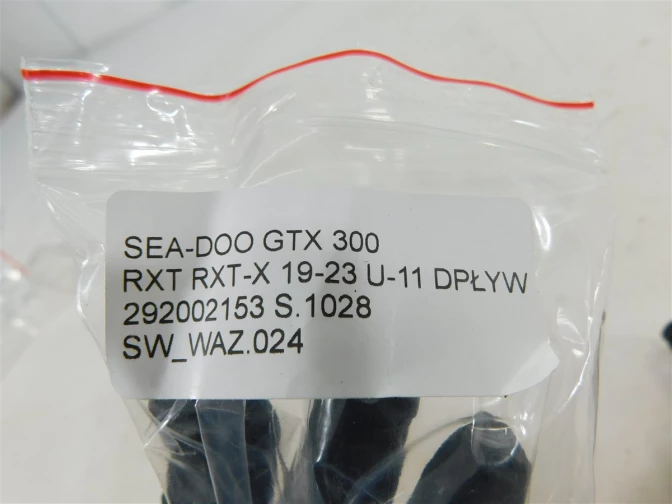 SEA-DOO GTX 300
RXT RXT-X 19-23 U-11 DPŁYW
292002153 S.1028
SW_WAZ.024